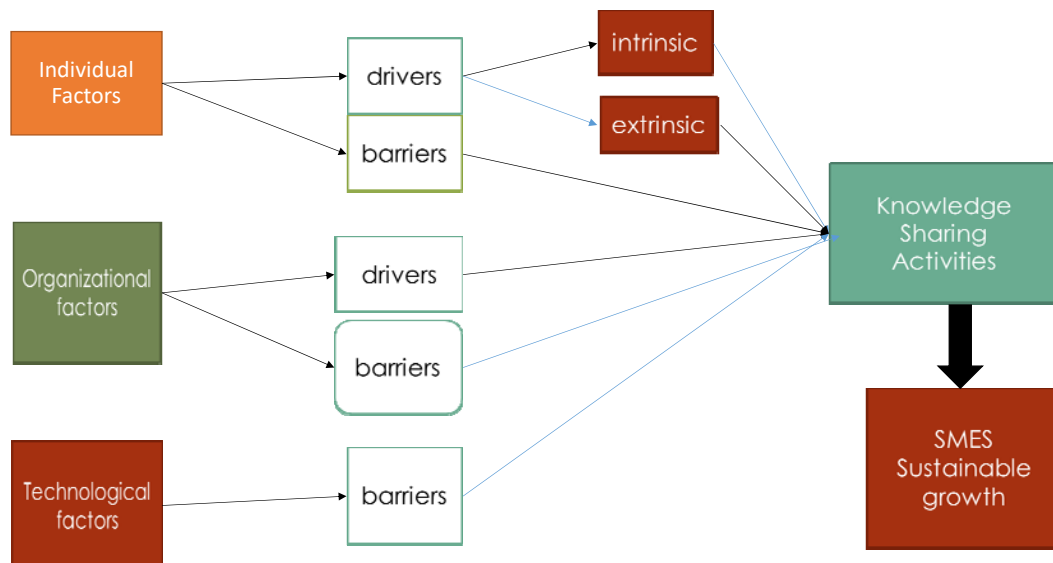 Individual
Factors
drivers
barriers
intrinsic
extrinsic
Organizational
factors
drivers
barriers
Technological
factors
barriers
Knowledge
Sharing
Activities
SMES
Sustainable
growth